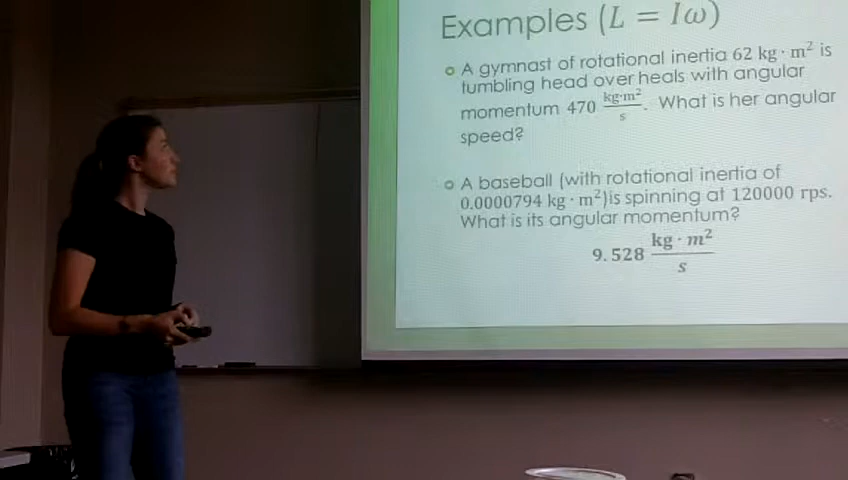 Examples (L = Iω)
A gymnast of rotational inertia 62 kg · m² is
tumbling head over heals with angular
momentum 470 kg·m²/s. What is her angular
speed?
A baseball (with rotational inertia of
0.0000794 kg · m²)is spinning at 120000 rps.
What is its angular momentum?
9.528 kg · m²/s